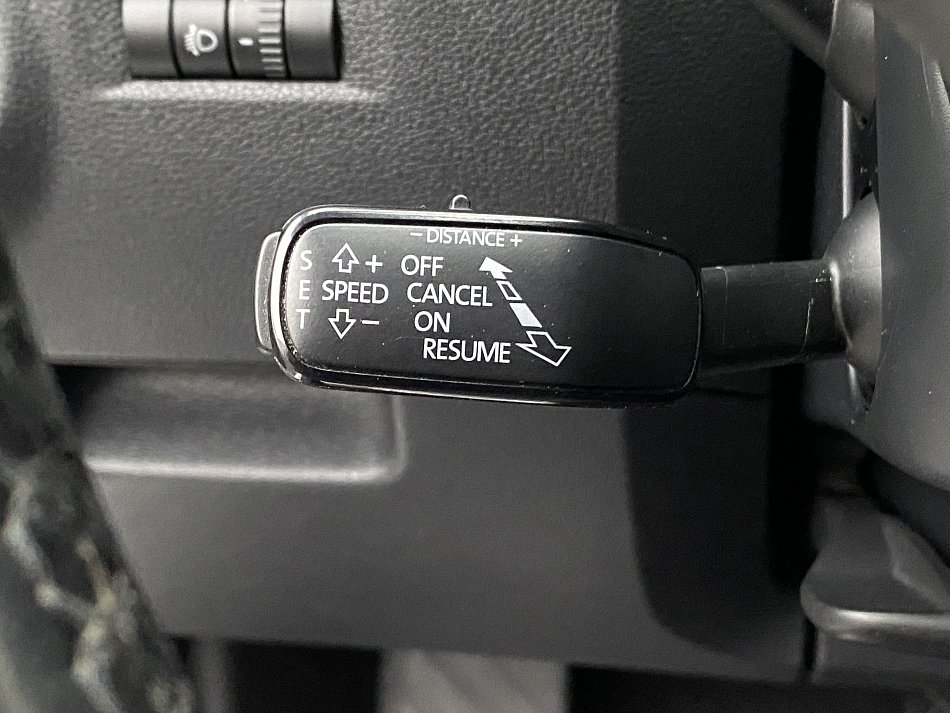 - DISTANCE +
S + OFF
E SPEED CANCEL
T - ON
RESUME